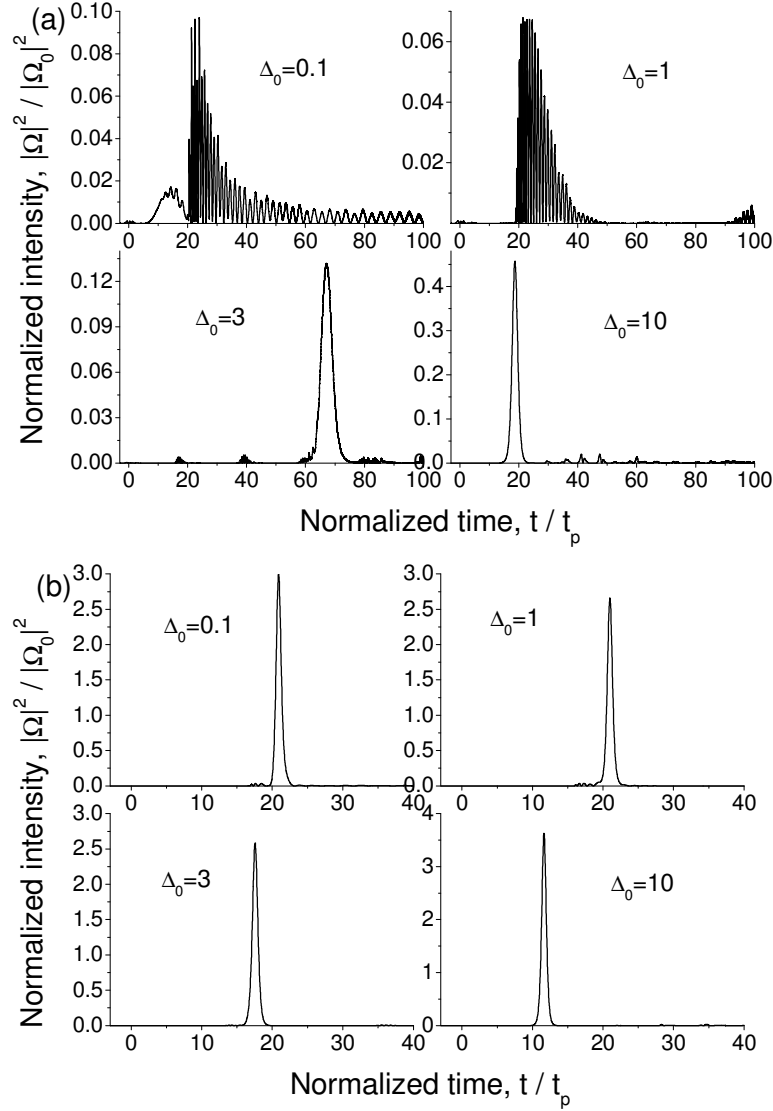 (a)
Normalized intensity, |Ω|² / |Ω₀|²
0.10
0.08
0.06
0.04
0.02
0.00
Δ₀=0.1
0 20 40 60 80 100
0.06
0.04
0.02
Δ₀=1
0 20 40 60 80 100
0.12
0.09
0.06
0.03
0.00
Δ₀=3
0 20 40 60 80 100
0.4
0.3
0.2
0.1
0.0
Δ₀=10
0 20 40 60 80 100
Normalized time, t / tₚ
(b)
Normalized intensity, |Ω|² / |Ω₀|²
3.0
2.5
2.0
1.5
1.0
0.5
0.0
Δ₀=0.1
0 10 20 30 40
3.0
2.5
2.0
1.5
1.0
0.5
0.0
Δ₀=1
0 10 20 30 40
3.0
2.5
2.0
1.5
1.0
0.5
0.0
Δ₀=3
0 10 20 30 40
4
3
2
1
0
Δ₀=10
0 10 20 30 40
Normalized time, t / tₚ